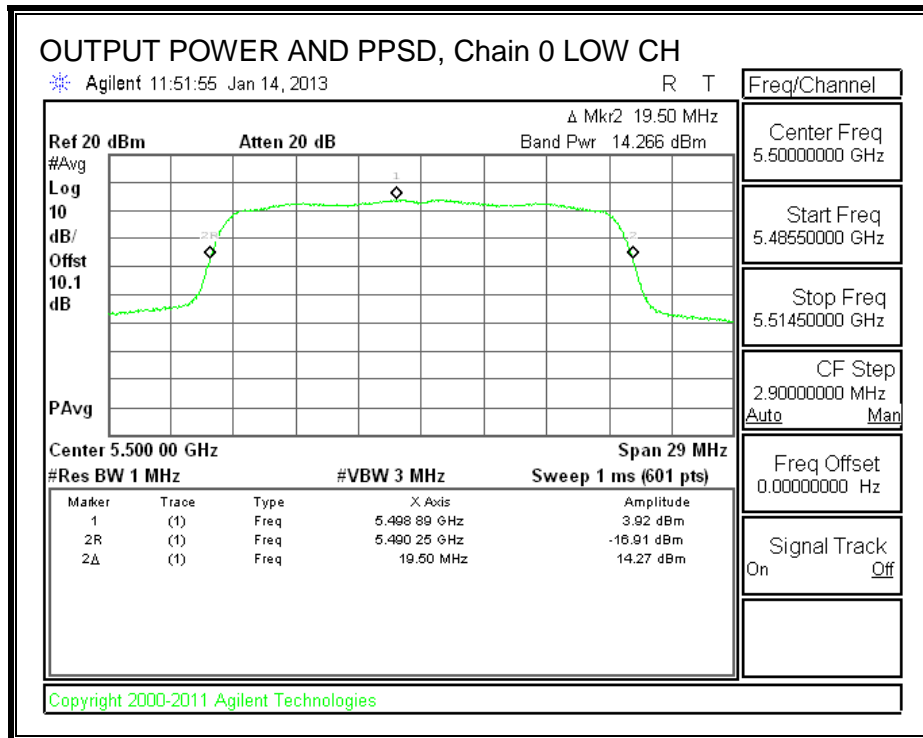 OUTPUT POWER AND PPSD, Chain 0 LOW CH
Agilent 11:51:55 Jan 14, 2013 R T
Freq/Channel
Δ Mkr2 19.50 MHz
Ref 20 dBm Atten 20 dB Band Pwr 14.266 dBm
#Avg
Log
10
dB/
Offst
10.1
dB
PAvg
1
2R
2
Center 5.500 00 GHz Span 29 MHz
#Res BW 1 MHz #VBW 3 MHz Sweep 1 ms (601 pts)
Marker Trace Type X Axis Amplitude
1 (1) Freq 5.498 89 GHz 3.92 dBm
2R (1) Freq 5.490 25 GHz -16.91 dBm
2Δ (1) Freq 19.50 MHz 14.27 dBm
Center Freq
5.50000000 GHz
Start Freq
5.48550000 GHz
Stop Freq
5.51450000 GHz
CF Step
2.90000000 MHz
Auto Man
Freq Offset
0.00000000 Hz
Signal Track
On Off
Copyright 2000-2011 Agilent Technologies